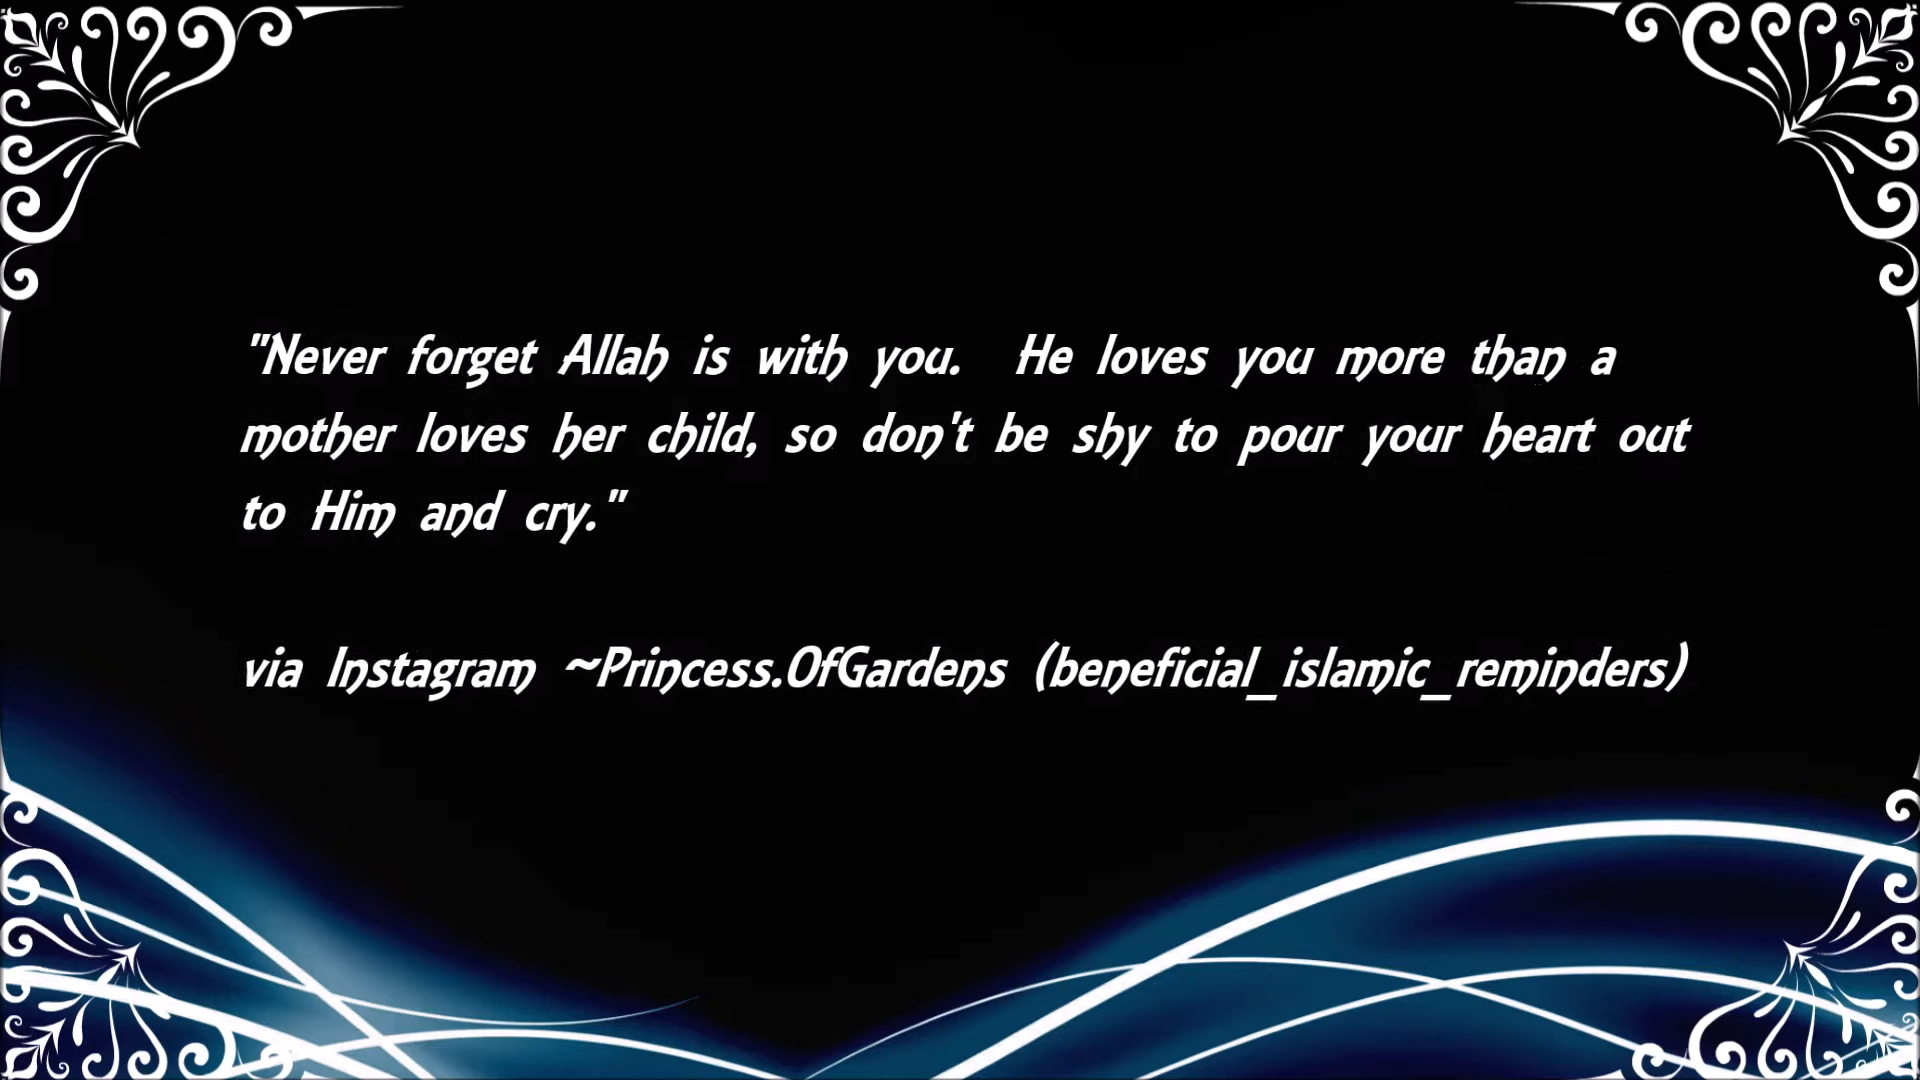 "Never forget Allah is with you.  He loves you more than a
mother loves her child, so don't be shy to pour your heart out
to Him and cry."
via Instagram ~Princess.OfGardens (beneficial_islamic_reminders)